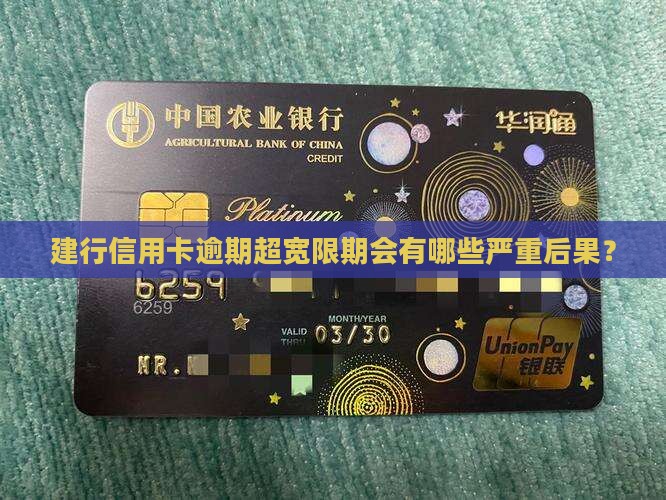 中国农业银行
AGRICULTURAL BANK OF CHINA
CREDIT
华润通
Platinum
建行信用卡逾期超宽限期会有哪些严重后果？
6259
6259
MONTH/YEAR
VALID THRU 03/30
MR.
UnionPay
银联